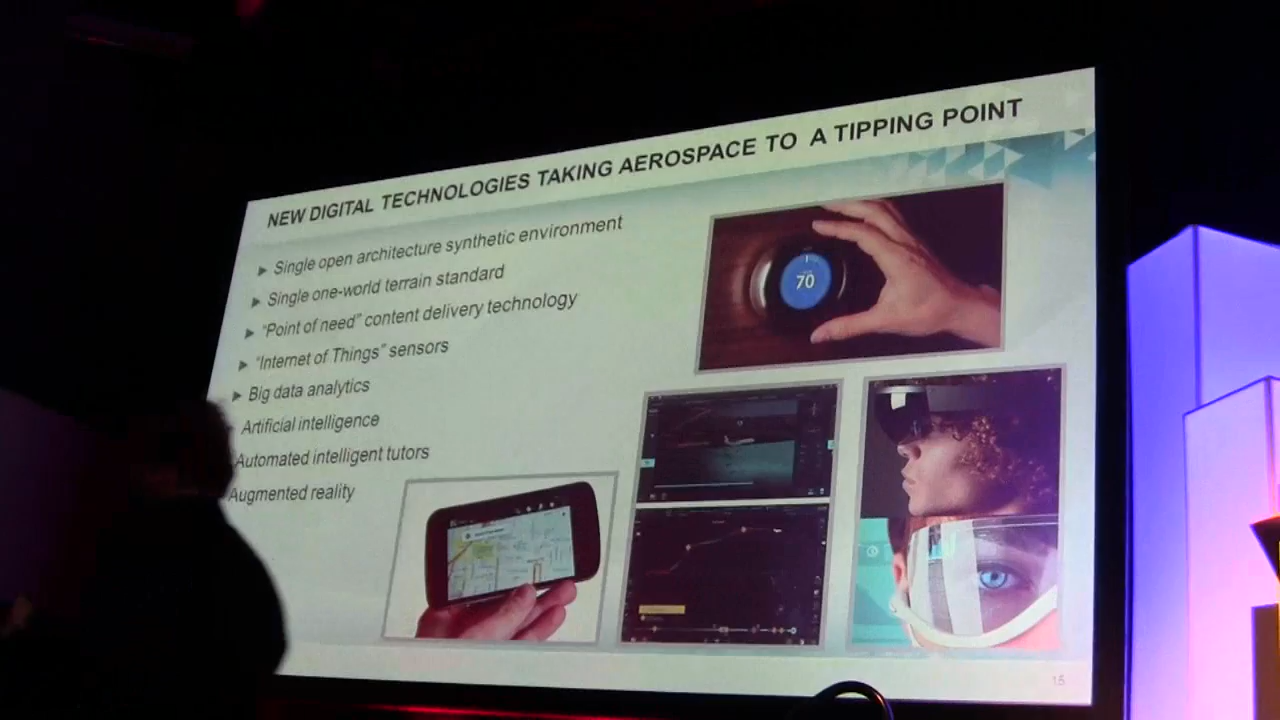 NEW DIGITAL TECHNOLOGIES TAKING AEROSPACE TO A TIPPING POINT
Single open architecture synthetic environment
Single one-world terrain standard
“Point of need” content delivery technology
“Internet of Things” sensors
Big data analytics
Artificial intelligence
Automated intelligent tutors
Augmented reality
70
15